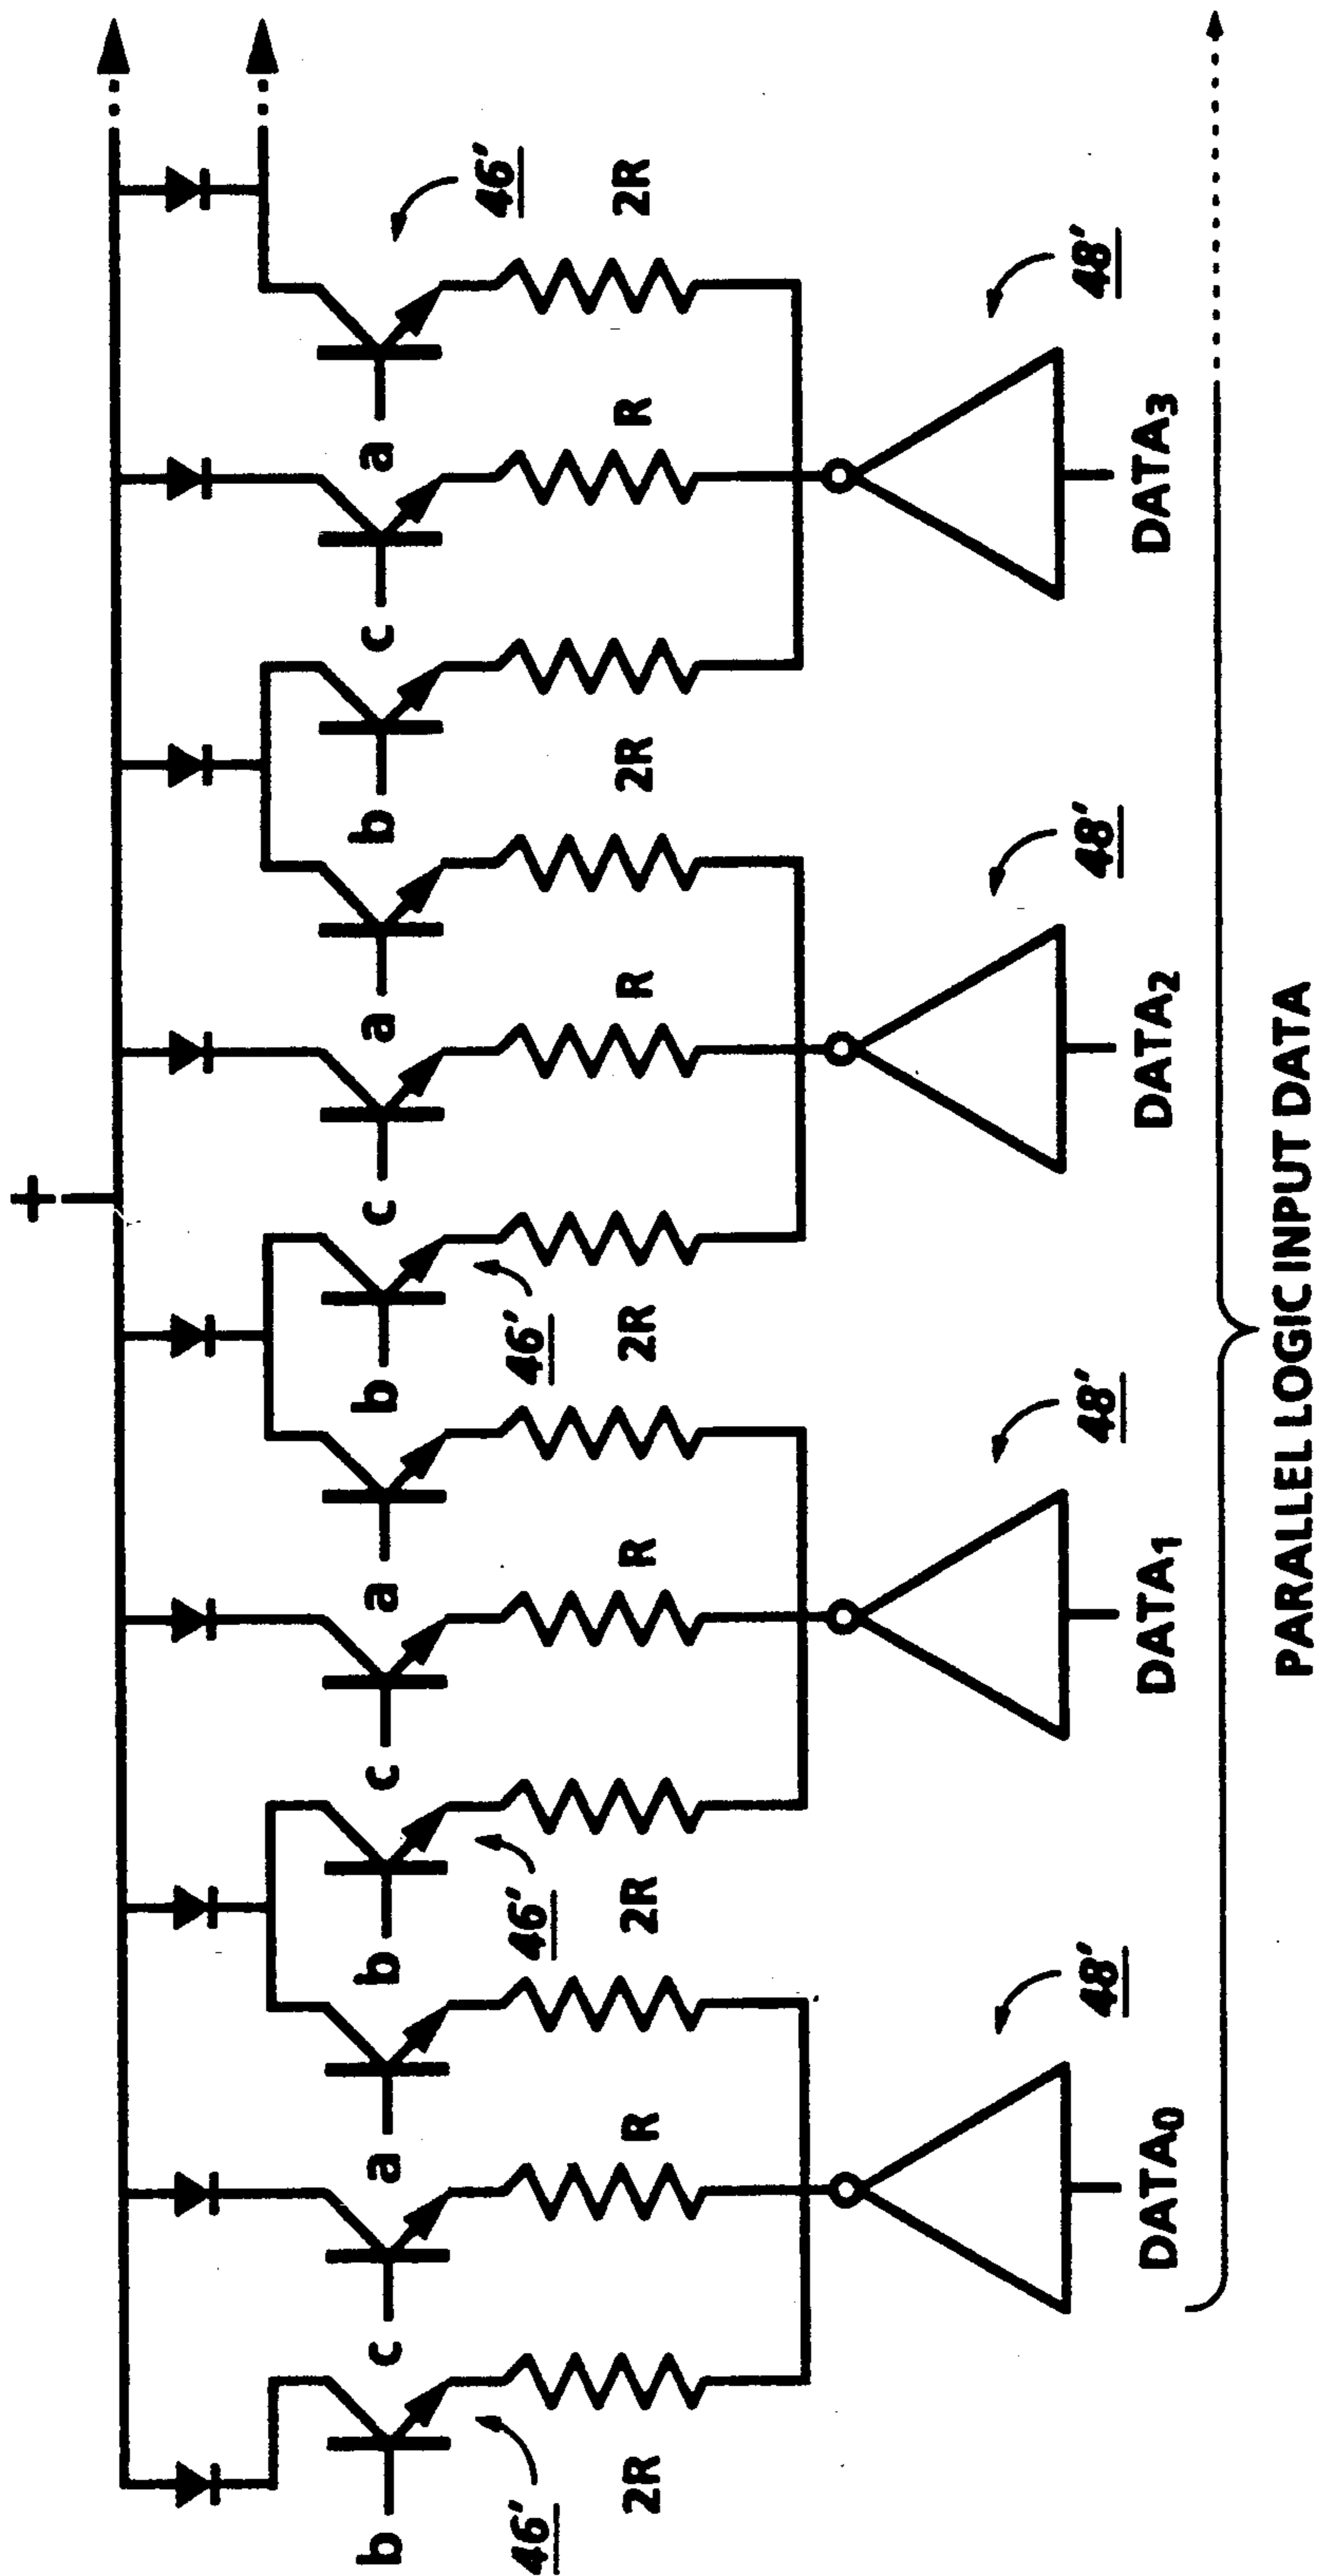 +
b c a b c a b c a b c a
46' 46' 46' 46'
2R R 2R R 2R R 2R R 2R
48' 48' 48' 48'
DATA0 DATA1 DATA2 DATA3
PARALLEL LOGIC INPUT DATA